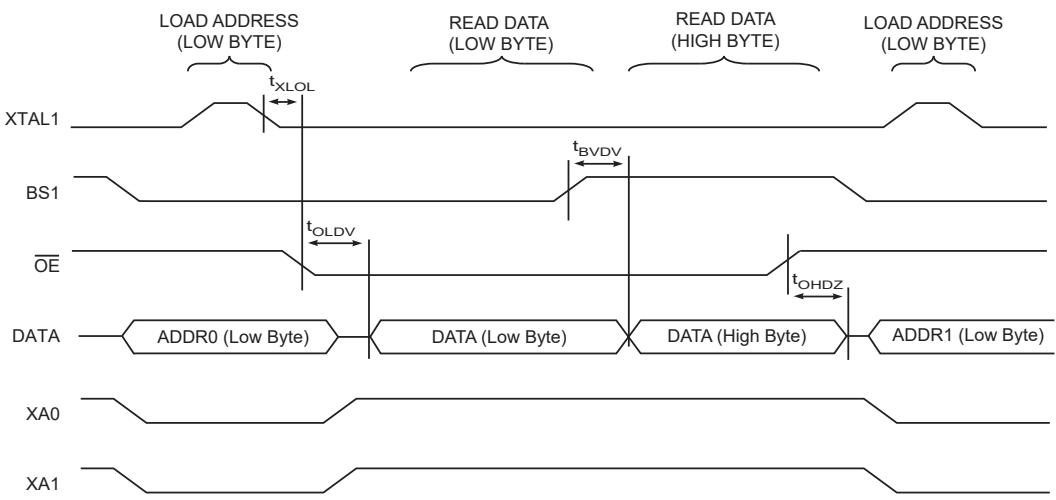 LOAD ADDRESS
(LOW BYTE)
READ DATA
(LOW BYTE)
READ DATA
(HIGH BYTE)
LOAD ADDRESS
(LOW BYTE)
tXLOL
XTAL1
tBVDV
BS1
tOLDV
OE
tOHDZ
DATA
ADDR0 (Low Byte)
DATA (Low Byte)
DATA (High Byte)
ADDR1 (Low Byte)
XA0
XA1